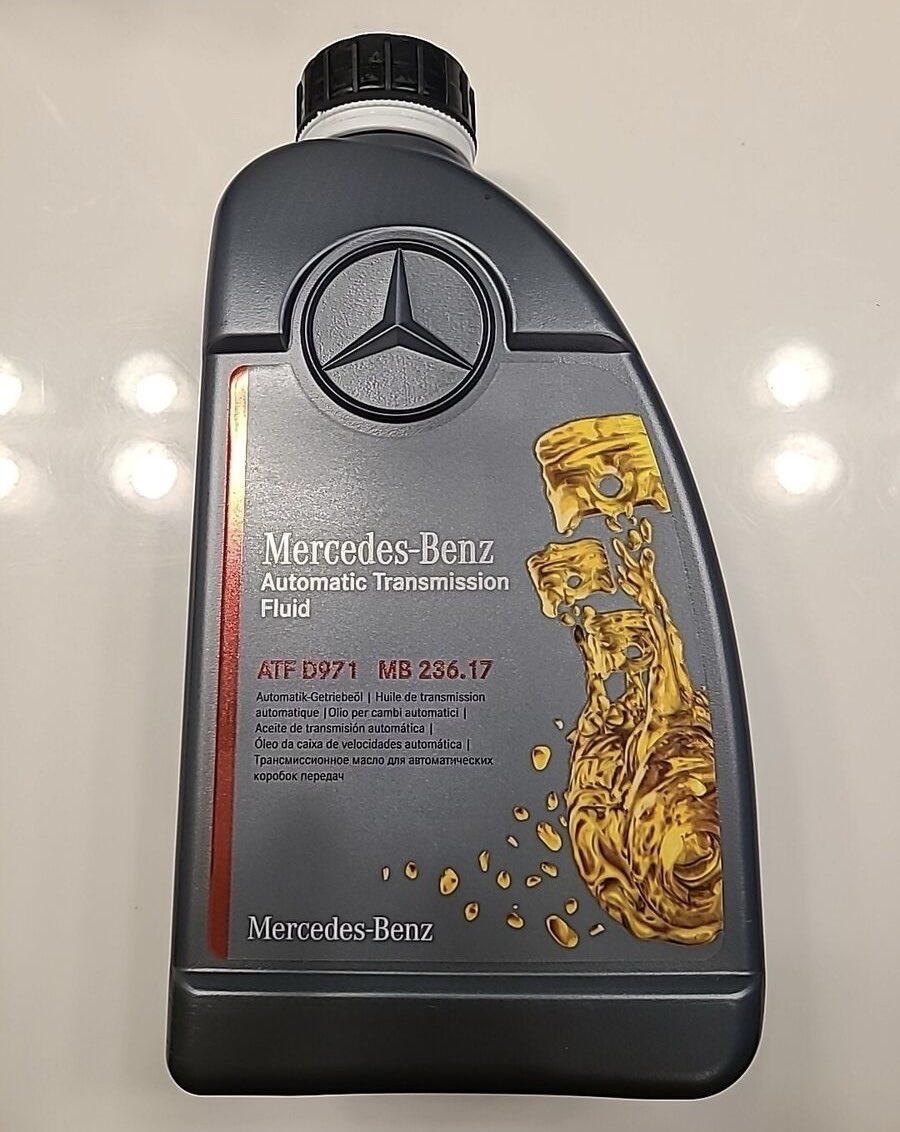 Mercedes-Benz
Automatic Transmission
Fluid
ATF D971 MB 236.17
Automatik-Getriebeöl | Huile de transmission
automatique | Olio per cambi automatici |
Aceite de transmisión automática |
Óleo da caixa de velocidades automática |
Трансмиссионное масло для автоматических
коробок передач
Mercedes-Benz